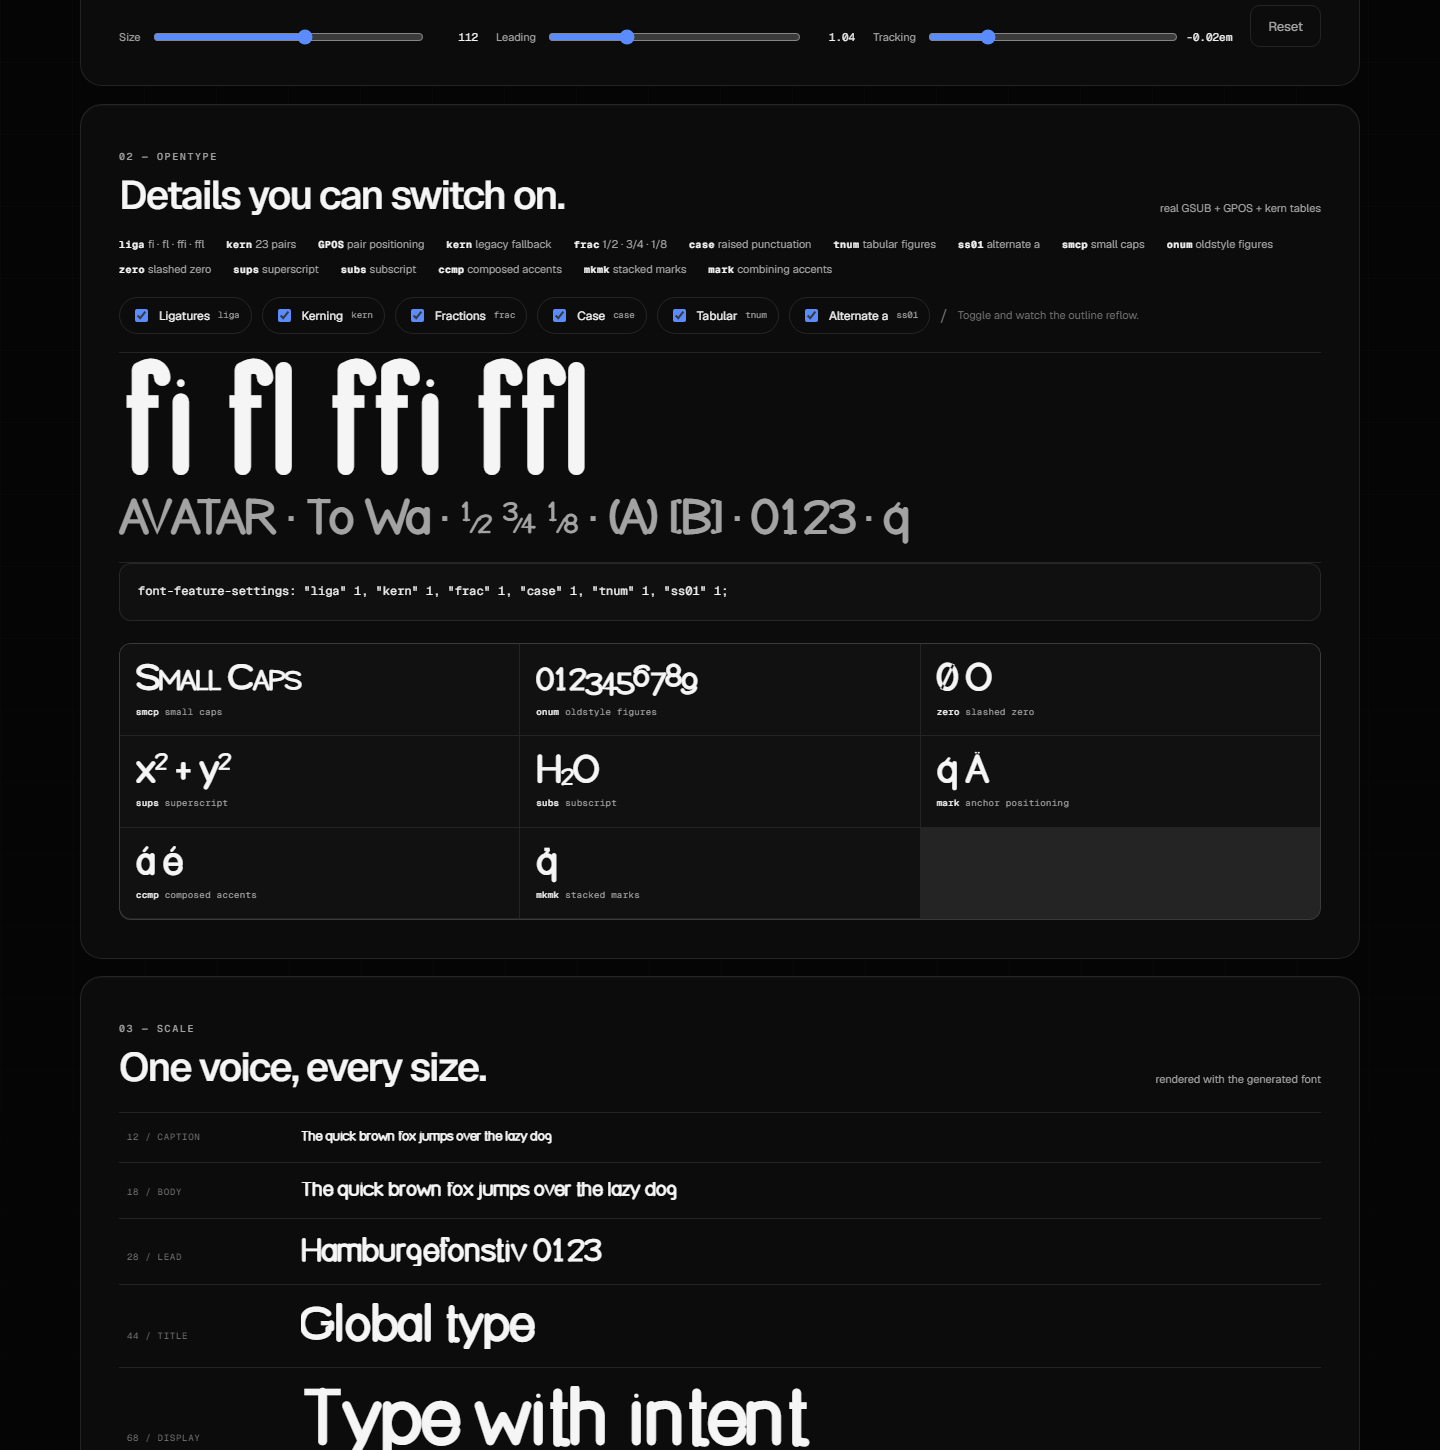 Size 112 Leading 1.04 Tracking -0.02em Reset
02 — OPENTYPE
Details you can switch on.
real GSUB + GPOS + kern tables
liga fi · fl · ffi · ffl kern 23 pairs GPOS pair positioning kern legacy fallback frac 1/2 · 3/4 · 1/8 case raised punctuation tnum tabular figures ss01 alternate a smcp small caps onum oldstyle figures
zero slashed zero sups superscript subs subscript ccmp composed accents mkmk stacked marks mark combining accents
Ligatures liga Kerning kern Fractions frac Case case Tabular tnum Alternate a ss01 / Toggle and watch the outline reflow.
fi fl ffi ffl
AVATAR · To Wa · ½ ¾ ⅛ · (A) [B] · 0123 · q́
font-feature-settings: "liga" 1, "kern" 1, "frac" 1, "case" 1, "tnum" 1, "ss01" 1;
Small Caps
smcp small caps
0123456789
onum oldstyle figures
0 O
zero slashed zero
x² + y²
sups superscript
H₂O
subs subscript
q́ Ä
mark anchor positioning
á é
ccmp composed accents
mkmk stacked marks
03 — SCALE
One voice, every size.
rendered with the generated font
12 / CAPTION The quick brown fox jumps over the lazy dog
18 / BODY The quick brown fox jumps over the lazy dog
28 / LEAD Hamburgefonstiv 0123
44 / TITLE Global type
68 / DISPLAY Type with intent